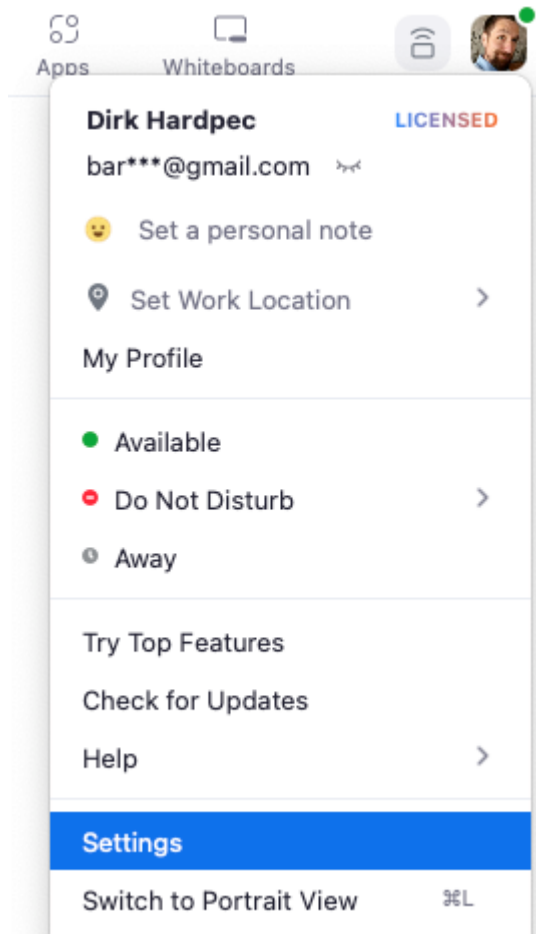 Apps Whiteboards
Dirk Hardpec LICENSED
bar***@gmail.com
Set a personal note
Set Work Location
My Profile
Available
Do Not Disturb
Away
Try Top Features
Check for Updates
Help
Settings
Switch to Portrait View ⌘L